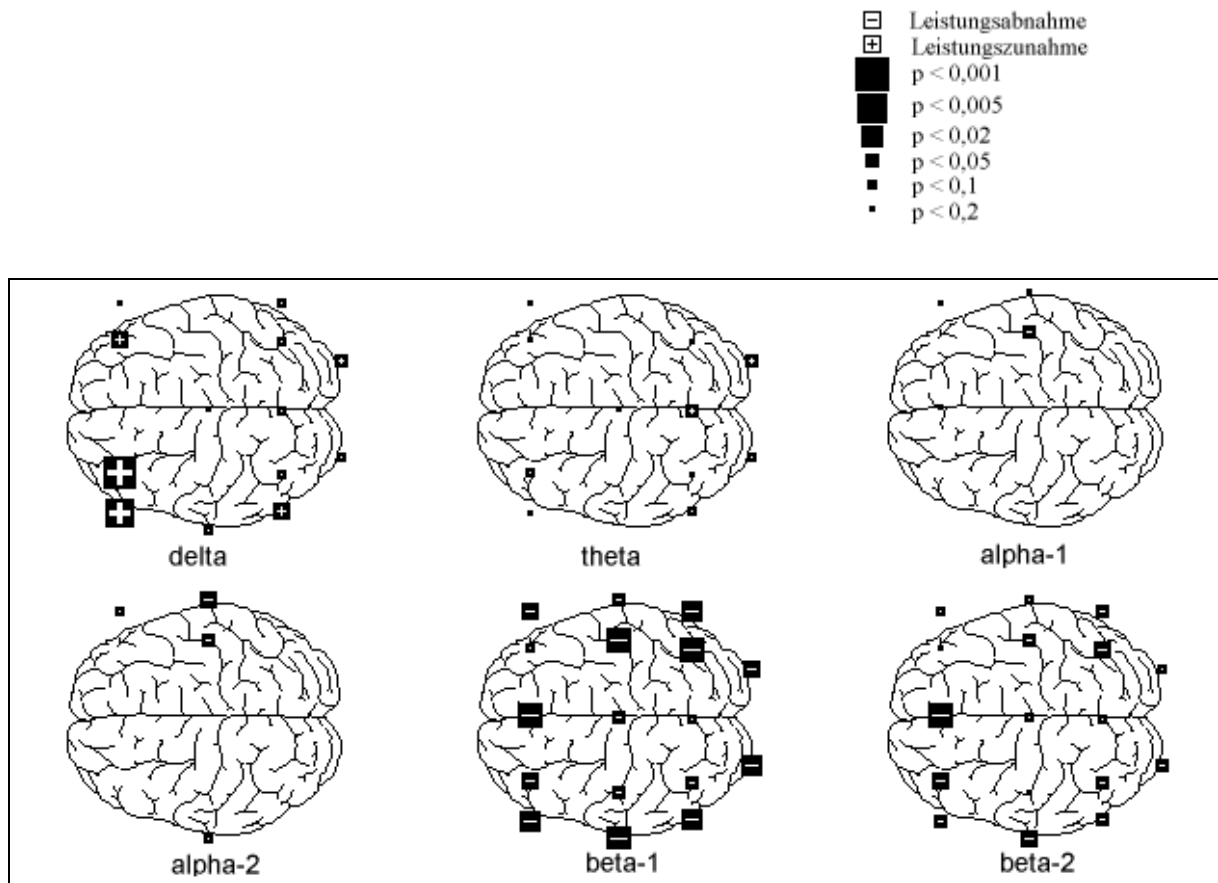 Leistungsabnahme
Leistungszunahme
p < 0,001
p < 0,005
p < 0,02
p < 0,05
p < 0,1
p < 0,2
delta theta alpha-1
alpha-2 beta-1 beta-2